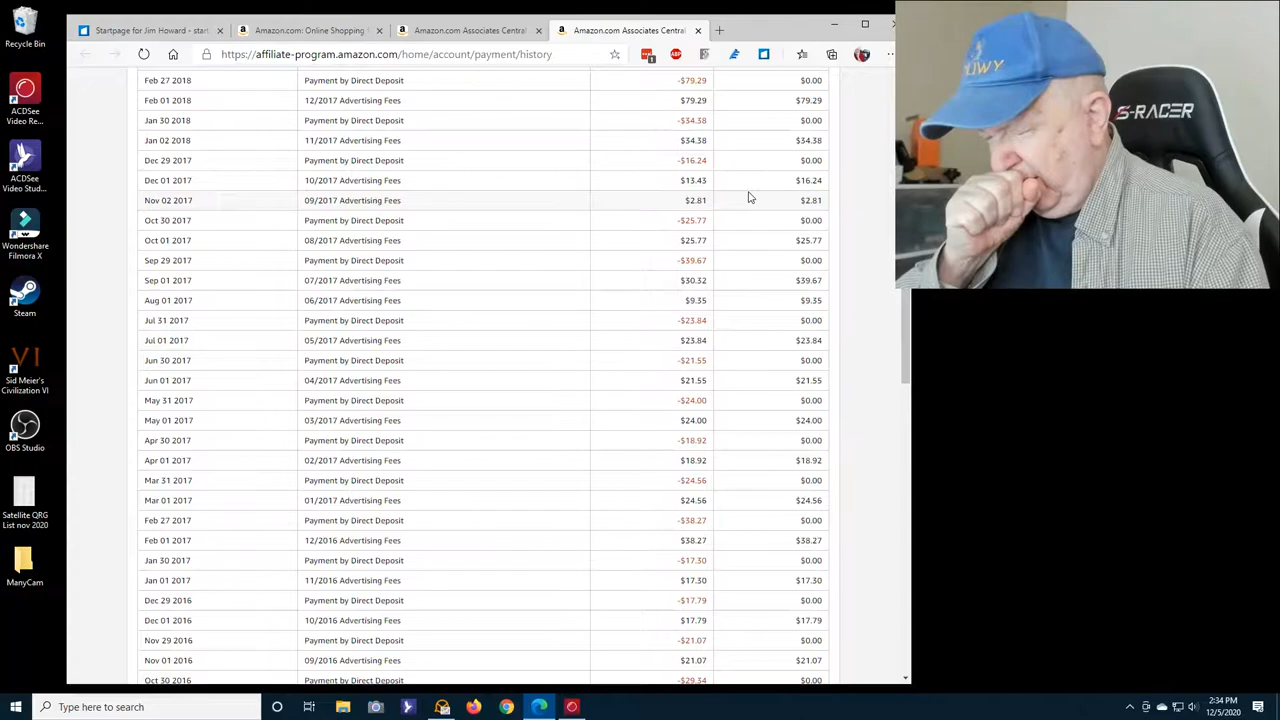 Startpage for Jim Howard - start
Amazon.com: Online Shopping
Amazon.com Associates Central
Amazon.com Associates Central
https://affiliate-program.amazon.com/home/account/payment/history
1
ABP
Recycle Bin
ACDSee
Video Re...
ACDSee
Video Stud...
Wondershare
Filmora X
Steam
VI
Sid Meier's
Civilization VI
OBS Studio
Satellite QRG
List nov 2020
ManyCam
Feb 27 2018 Payment by Direct Deposit -$79.29 $0.00
Feb 01 2018 12/2017 Advertising Fees $79.29 $79.29
Jan 30 2018 Payment by Direct Deposit -$34.38 $0.00
Jan 02 2018 11/2017 Advertising Fees $34.38 $34.38
Dec 29 2017 Payment by Direct Deposit -$16.24 $0.00
Dec 01 2017 10/2017 Advertising Fees $13.43 $16.24
Nov 02 2017 09/2017 Advertising Fees $2.81 $2.81
Oct 30 2017 Payment by Direct Deposit -$25.77 $0.00
Oct 01 2017 08/2017 Advertising Fees $25.77 $25.77
Sep 29 2017 Payment by Direct Deposit -$39.67 $0.00
Sep 01 2017 07/2017 Advertising Fees $30.32 $39.67
Aug 01 2017 06/2017 Advertising Fees $9.35 $9.35
Jul 31 2017 Payment by Direct Deposit -$23.84 $0.00
Jul 01 2017 05/2017 Advertising Fees $23.84 $23.84
Jun 30 2017 Payment by Direct Deposit -$21.55 $0.00
Jun 01 2017 04/2017 Advertising Fees $21.55 $21.55
May 31 2017 Payment by Direct Deposit -$24.00 $0.00
May 01 2017 03/2017 Advertising Fees $24.00 $24.00
Apr 30 2017 Payment by Direct Deposit -$18.92 $0.00
Apr 01 2017 02/2017 Advertising Fees $18.92 $18.92
Mar 31 2017 Payment by Direct Deposit -$24.56 $0.00
Mar 01 2017 01/2017 Advertising Fees $24.56 $24.56
Feb 27 2017 Payment by Direct Deposit -$38.27 $0.00
Feb 01 2017 12/2016 Advertising Fees $38.27 $38.27
Jan 30 2017 Payment by Direct Deposit -$17.30 $0.00
Jan 01 2017 11/2016 Advertising Fees $17.30 $17.30
Dec 29 2016 Payment by Direct Deposit -$17.79 $0.00
Dec 01 2016 10/2016 Advertising Fees $17.79 $17.79
Nov 29 2016 Payment by Direct Deposit -$21.07 $0.00
Nov 01 2016 09/2016 Advertising Fees $21.07 $21.07
Oct 30 2016 Payment by Direct Deposit -$29.34 $0.00
S-RACER
Type here to search
2:34 PM
12/5/2020